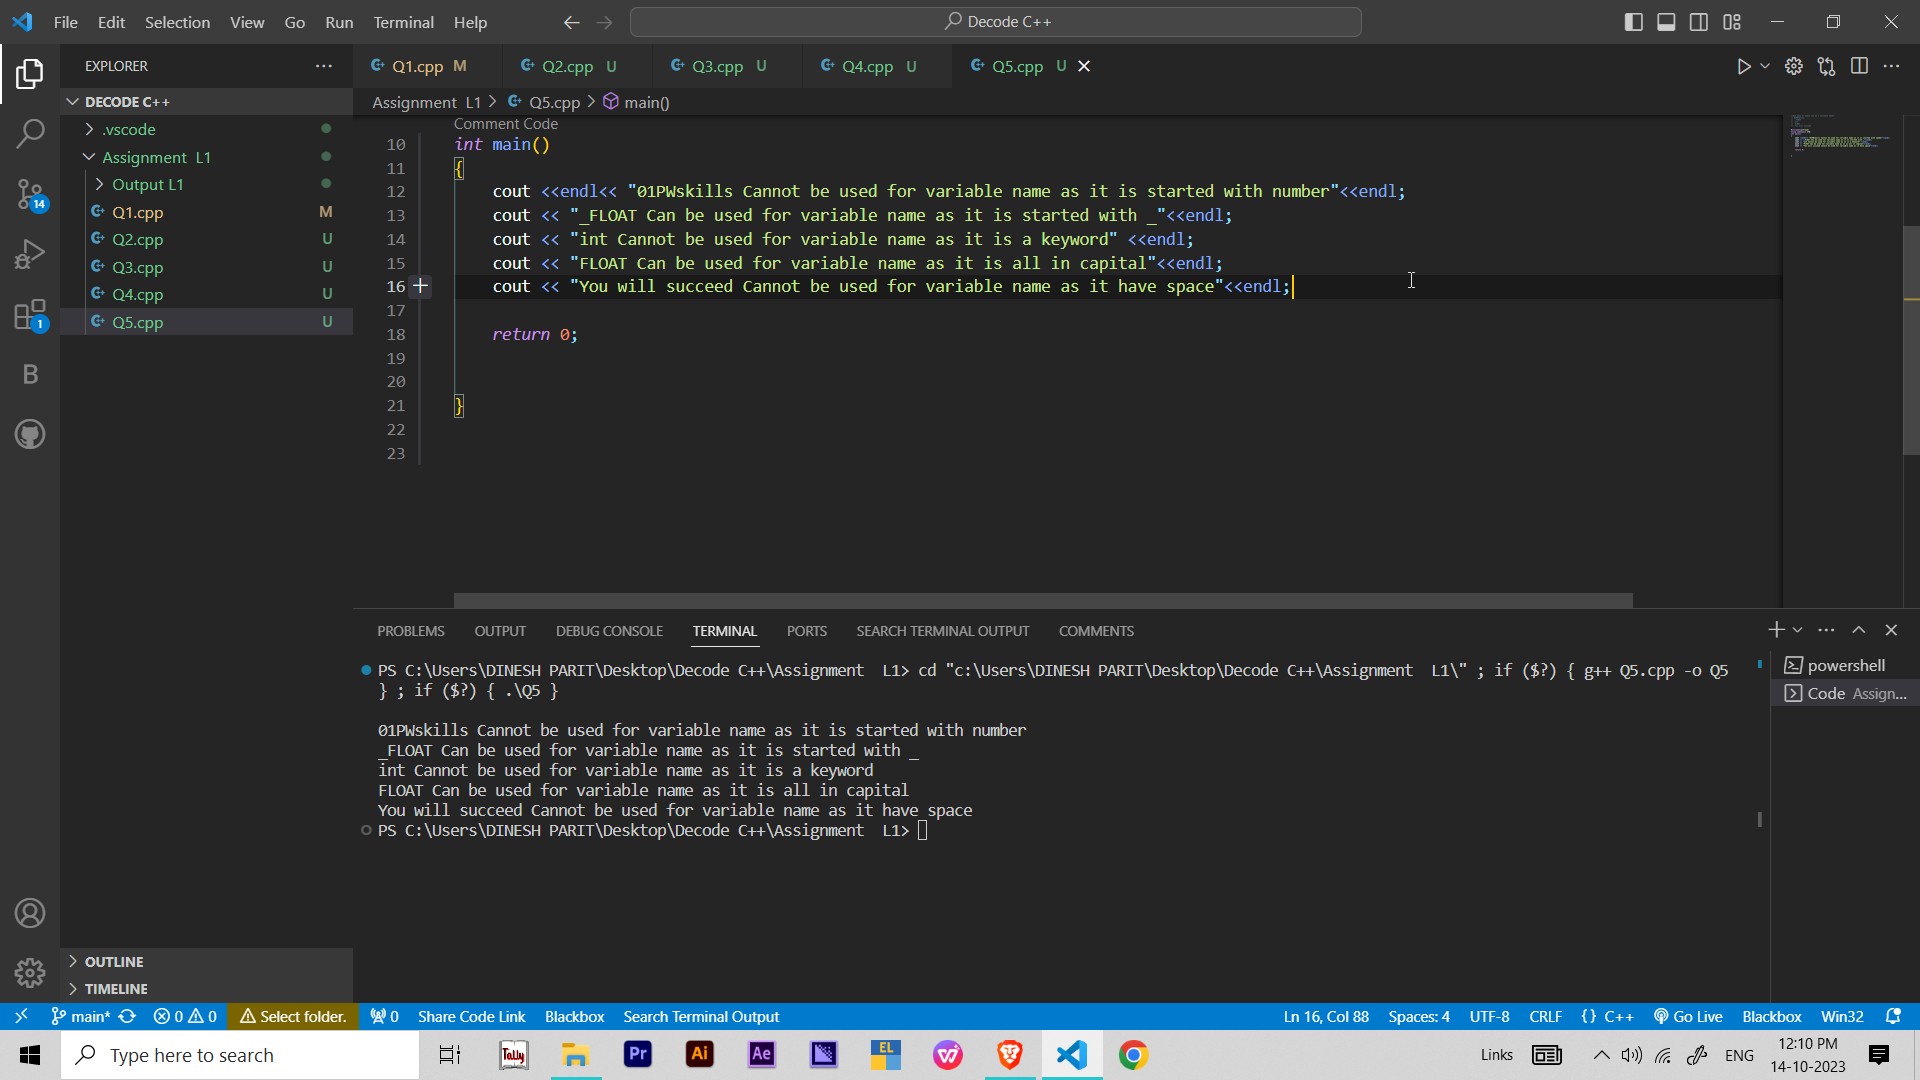 File Edit Selection View Go Run Terminal Help
Decode C++
EXPLORER
Q1.cpp M
Q2.cpp U
Q3.cpp U
Q4.cpp U
Q5.cpp U
DECODE C++
Assignment L1 > Q5.cpp > main()
.vscode
Assignment L1
Output L1
Q1.cpp M
Q2.cpp U
Q3.cpp U
Q4.cpp U
Q5.cpp U
14
1
B
Comment Code
10 int main()
11 {
12 cout <<endl<< "01PWskills Cannot be used for variable name as it is started with number"<<endl;
13 cout << "_FLOAT Can be used for variable name as it is started with _"<<endl;
14 cout << "int Cannot be used for variable name as it is a keyword" <<endl;
15 cout << "FLOAT Can be used for variable name as it is all in capital"<<endl;
16 cout << "You will succeed Cannot be used for variable name as it have space"<<endl;
17
18 return 0;
19
20
21 }
22
23
PROBLEMS OUTPUT DEBUG CONSOLE TERMINAL PORTS SEARCH TERMINAL OUTPUT COMMENTS
PS C:\Users\DINESH PARIT\Desktop\Decode C++\Assignment  L1> cd "c:\Users\DINESH PARIT\Desktop\Decode C++\Assignment  L1\" ; if ($?) { g++ Q5.cpp -o Q5
} ; if ($?) { .\Q5 }
01PWskills Cannot be used for variable name as it is started with number
_FLOAT Can be used for variable name as it is started with _
int Cannot be used for variable name as it is a keyword
FLOAT Can be used for variable name as it is all in capital
You will succeed Cannot be used for variable name as it have space
PS C:\Users\DINESH PARIT\Desktop\Decode C++\Assignment  L1>
powershell
Code Assign...
OUTLINE
TIMELINE
main* 0 0 Select folder. 0 Share Code Link Blackbox Search Terminal Output Ln 16, Col 88 Spaces: 4 UTF-8 CRLF {} C++ Go Live Blackbox Win32
Type here to search
Tally
Pr
Ai
Ae
EL
Links
ENG
12:10 PM
14-10-2023